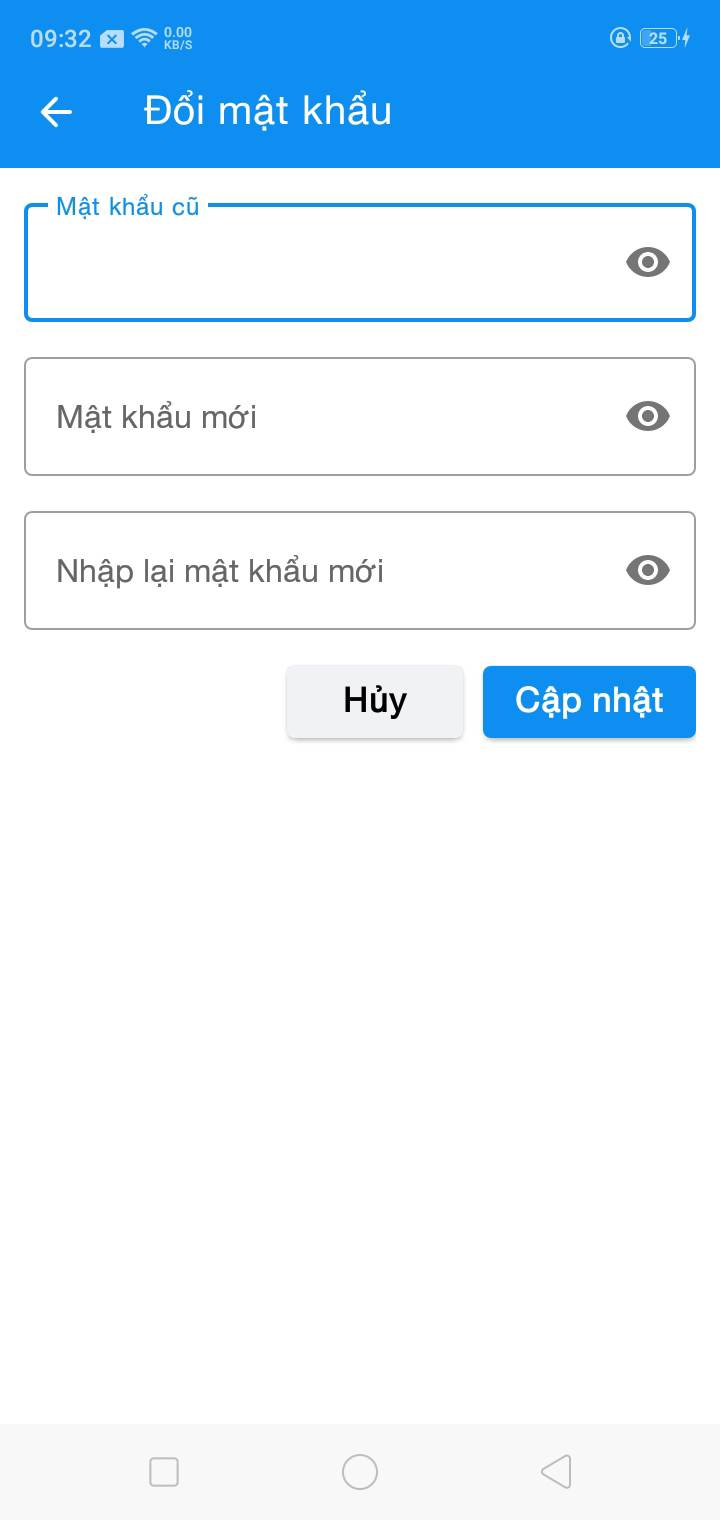 09:32 0.00 KB/S 25
Đổi mật khẩu
Mật khẩu cũ
Mật khẩu mới
Nhập lại mật khẩu mới
Hủy Cập nhật